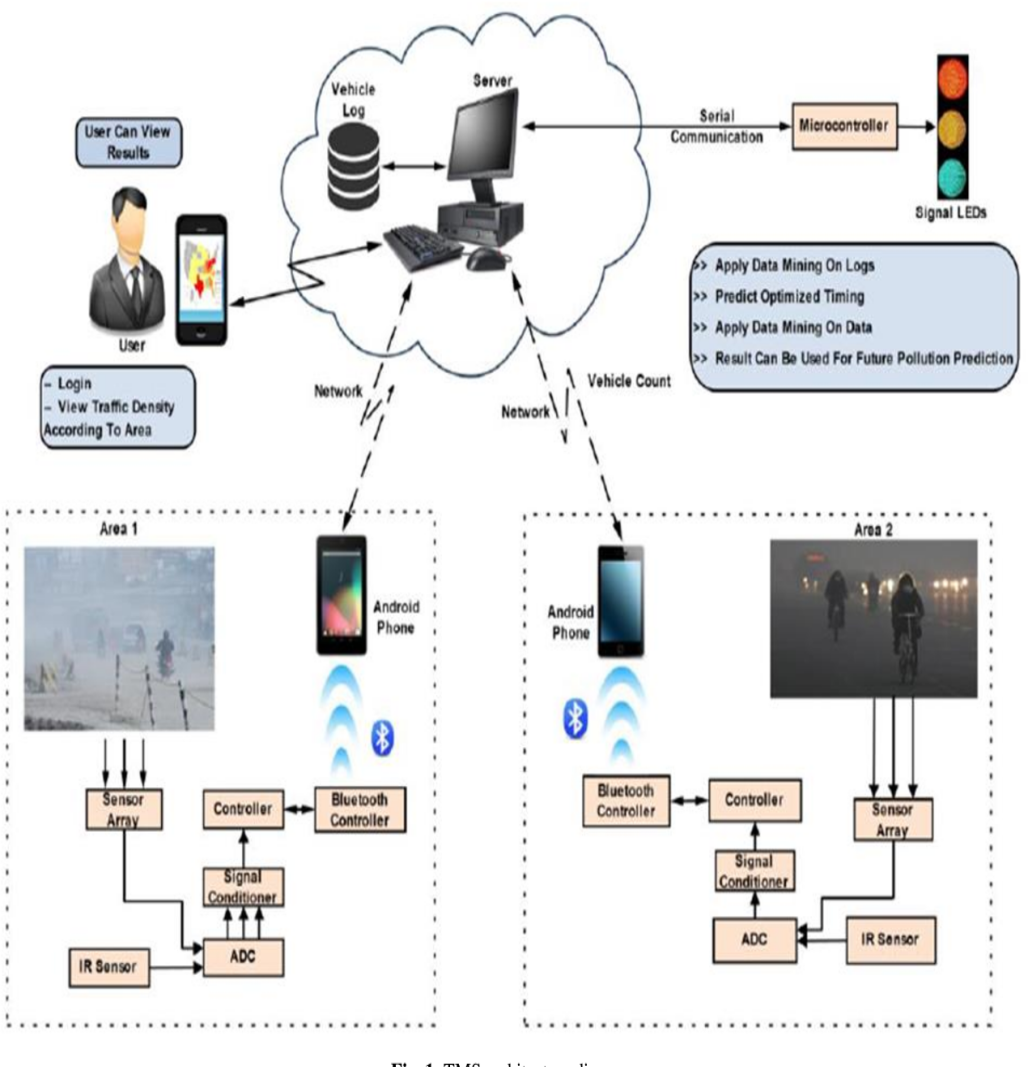 Vehicle
Log
Server
Serial
Communication
Microcontroller
Signal LEDs
User Can View
Results
User
– Login
– View Traffic Density
According To Area
>> Apply Data Mining On Logs
>> Predict Optimized Timing
>> Apply Data Mining On Data
>> Result Can Be Used For Future Pollution Prediction
Network
Network
Vehicle Count
Area 1
Android
Phone
Sensor
Array
Controller
Bluetooth
Controller
Signal
Conditioner
IR Sensor
ADC
Area 2
Android
Phone
Bluetooth
Controller
Controller
Sensor
Array
Signal
Conditioner
ADC
IR Sensor